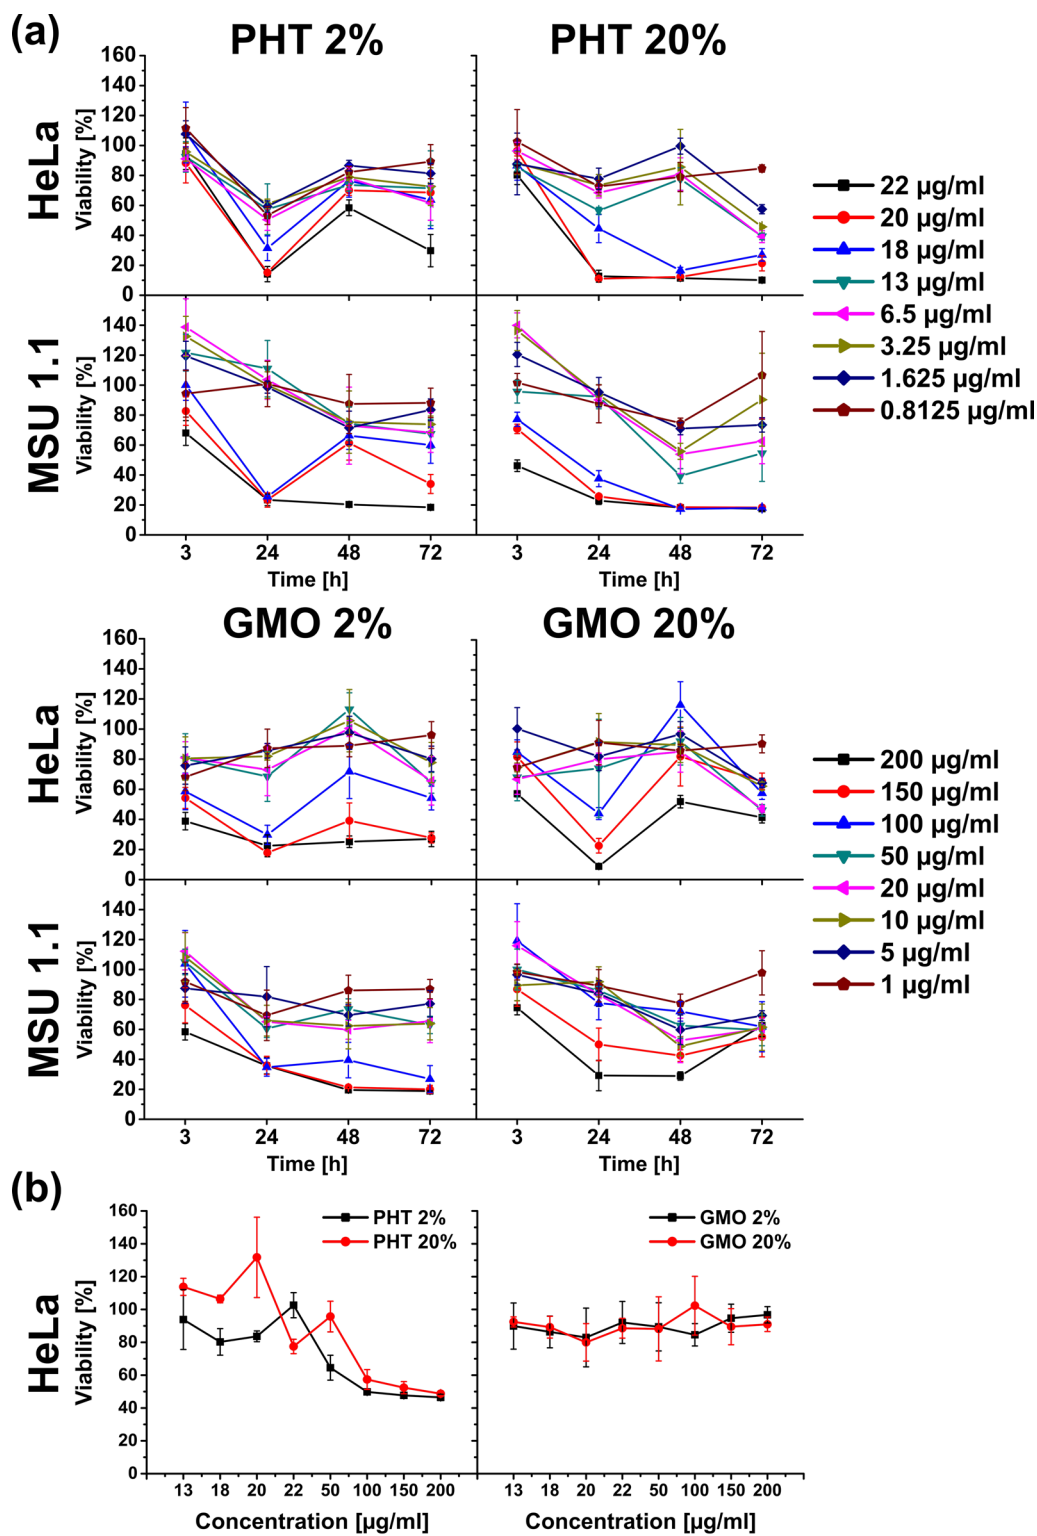 (a)
PHT 2%
PHT 20%
160
140
120
100
80
60
40
20
0
Viability [%]
HeLa
140
120
100
80
60
40
20
0
Viability [%]
MSU 1.1
3 24 48 72
3 24 48 72
Time [h]
Time [h]
22 µg/ml
20 µg/ml
18 µg/ml
13 µg/ml
6.5 µg/ml
3.25 µg/ml
1.625 µg/ml
0.8125 µg/ml
GMO 2%
GMO 20%
160
140
120
100
80
60
40
20
0
Viability [%]
HeLa
140
120
100
80
60
40
20
0
Viability [%]
MSU 1.1
3 24 48 72
3 24 48 72
Time [h]
Time [h]
200 µg/ml
150 µg/ml
100 µg/ml
50 µg/ml
20 µg/ml
10 µg/ml
5 µg/ml
1 µg/ml
(b)
160
140
120
100
80
60
40
20
0
Viability [%]
HeLa
PHT 2%
PHT 20%
GMO 2%
GMO 20%
13 18 20 22 50 100 150 200
13 18 20 22 50 100 150 200
Concentration [µg/ml]
Concentration [µg/ml]